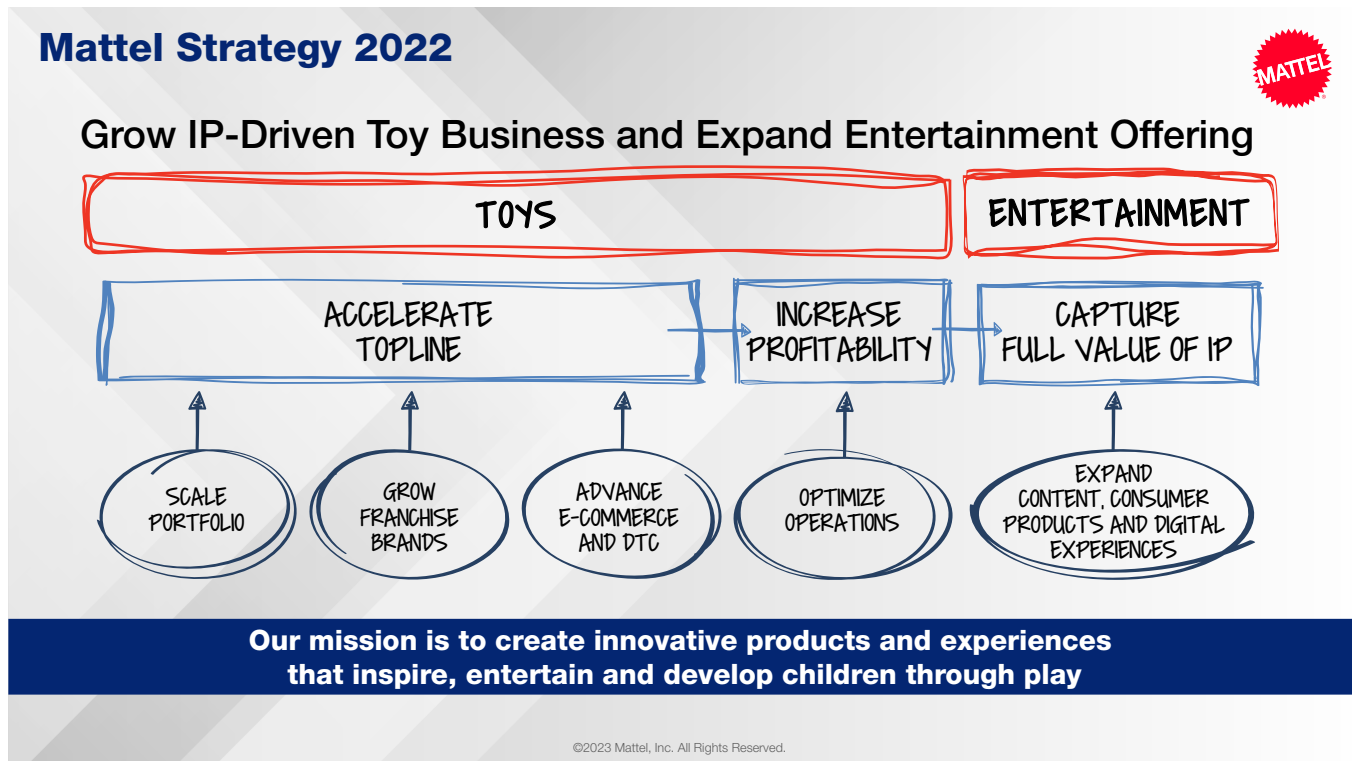 Mattel Strategy 2022
MATTEL
Grow IP-Driven Toy Business and Expand Entertainment Offering
TOYS
ENTERTAINMENT
ACCELERATE
TOPLINE
INCREASE
PROFITABILITY
CAPTURE
FULL VALUE OF IP
SCALE
PORTFOLIO
GROW
FRANCHISE
BRANDS
ADVANCE
E-COMMERCE
AND DTC
OPTIMIZE
OPERATIONS
EXPAND
CONTENT, CONSUMER
PRODUCTS AND DIGITAL
EXPERIENCES
Our mission is to create innovative products and experiences
that inspire, entertain and develop children through play
©2023 Mattel, Inc. All Rights Reserved.